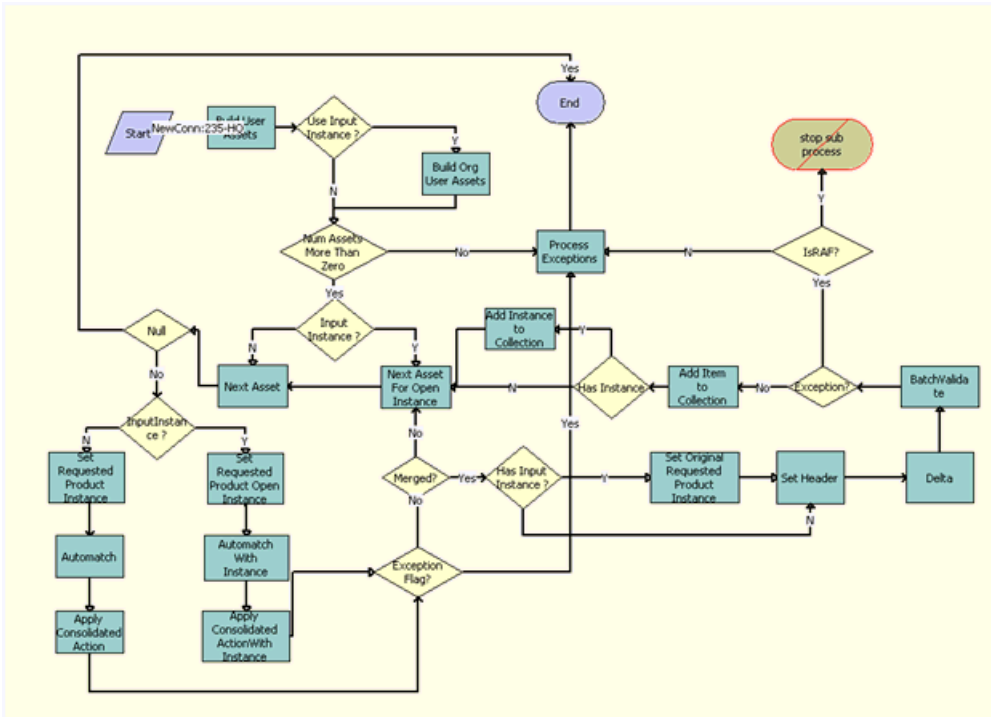 Yes
End
Start
NewConn:235-HO
Build User
Assets
Use Input
Instance ?
Y
Build Org
User Assets
N
stop sub
process
Y
Num Assets
More Than
Zero
No
Process
Exceptions
N
IsRAF?
Yes
Yes
Null
Input
Instance ?
Add Instance
to
Collection
Y
N
Y
No
Next Asset
Next Asset
For Open
Instance
N
Has Instance
Add Item
to
Collection
No
Exception?
BatchValida
te
InputInstan
ce ?
N
Y
No
Yes
Set
Requested
Product
Instance
Set
Requested
Product Open
Instance
Merged?
Yes
Has Input
Instance ?
Y
Set Original
Requested
Product
Instance
Set Header
Delta
No
N
Automatch
Automatch
With
Instance
Exception
Flag?
Apply
Consolidated
Action
Apply
Consolidated
ActionWith
Instance